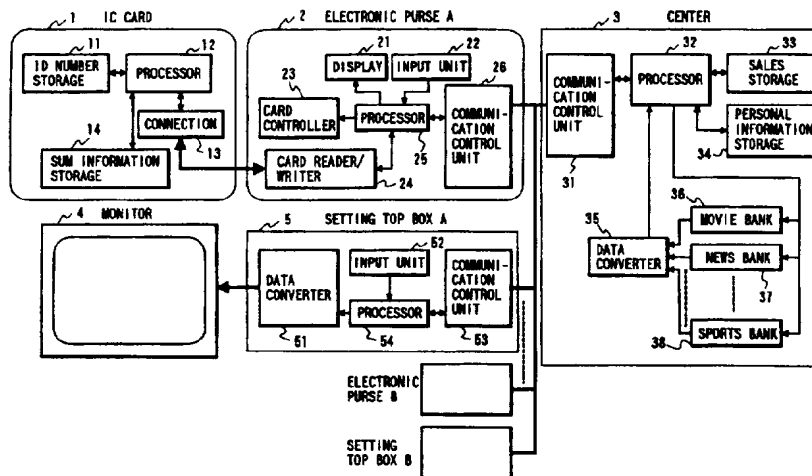 1
IC CARD
11
12
ID NUMBER
STORAGE
PROCESSOR
14
CONNECTION
13
SUM INFORMATION
STORAGE
2
ELECTRONIC PURSE A
21
22
26
DISPLAY
INPUT UNIT
23
CARD
CONTROLLER
PROCESSOR
25
COMMUNI-
CATION
CONTROL
UNIT
CARD READER/
WRITER
24
3
CENTER
32
33
COMMUNI-
CATION
CONTROL
UNIT
31
PROCESSOR
SALES
STORAGE
PERSONAL
INFORMATION
STORAGE
34
35
36
DATA
CONVERTER
MOVIE BANK
NEWS BANK
37
SPORTS BANK
38
4
MONITOR
5
SETTING TOP BOX A
52
INPUT UNIT
DATA
CONVERTER
51
PROCESSOR
54
COMMUNI-
CATION
CONTROL
UNIT
53
ELECTRONIC
PURSE B
SETTING
TOP BOX B